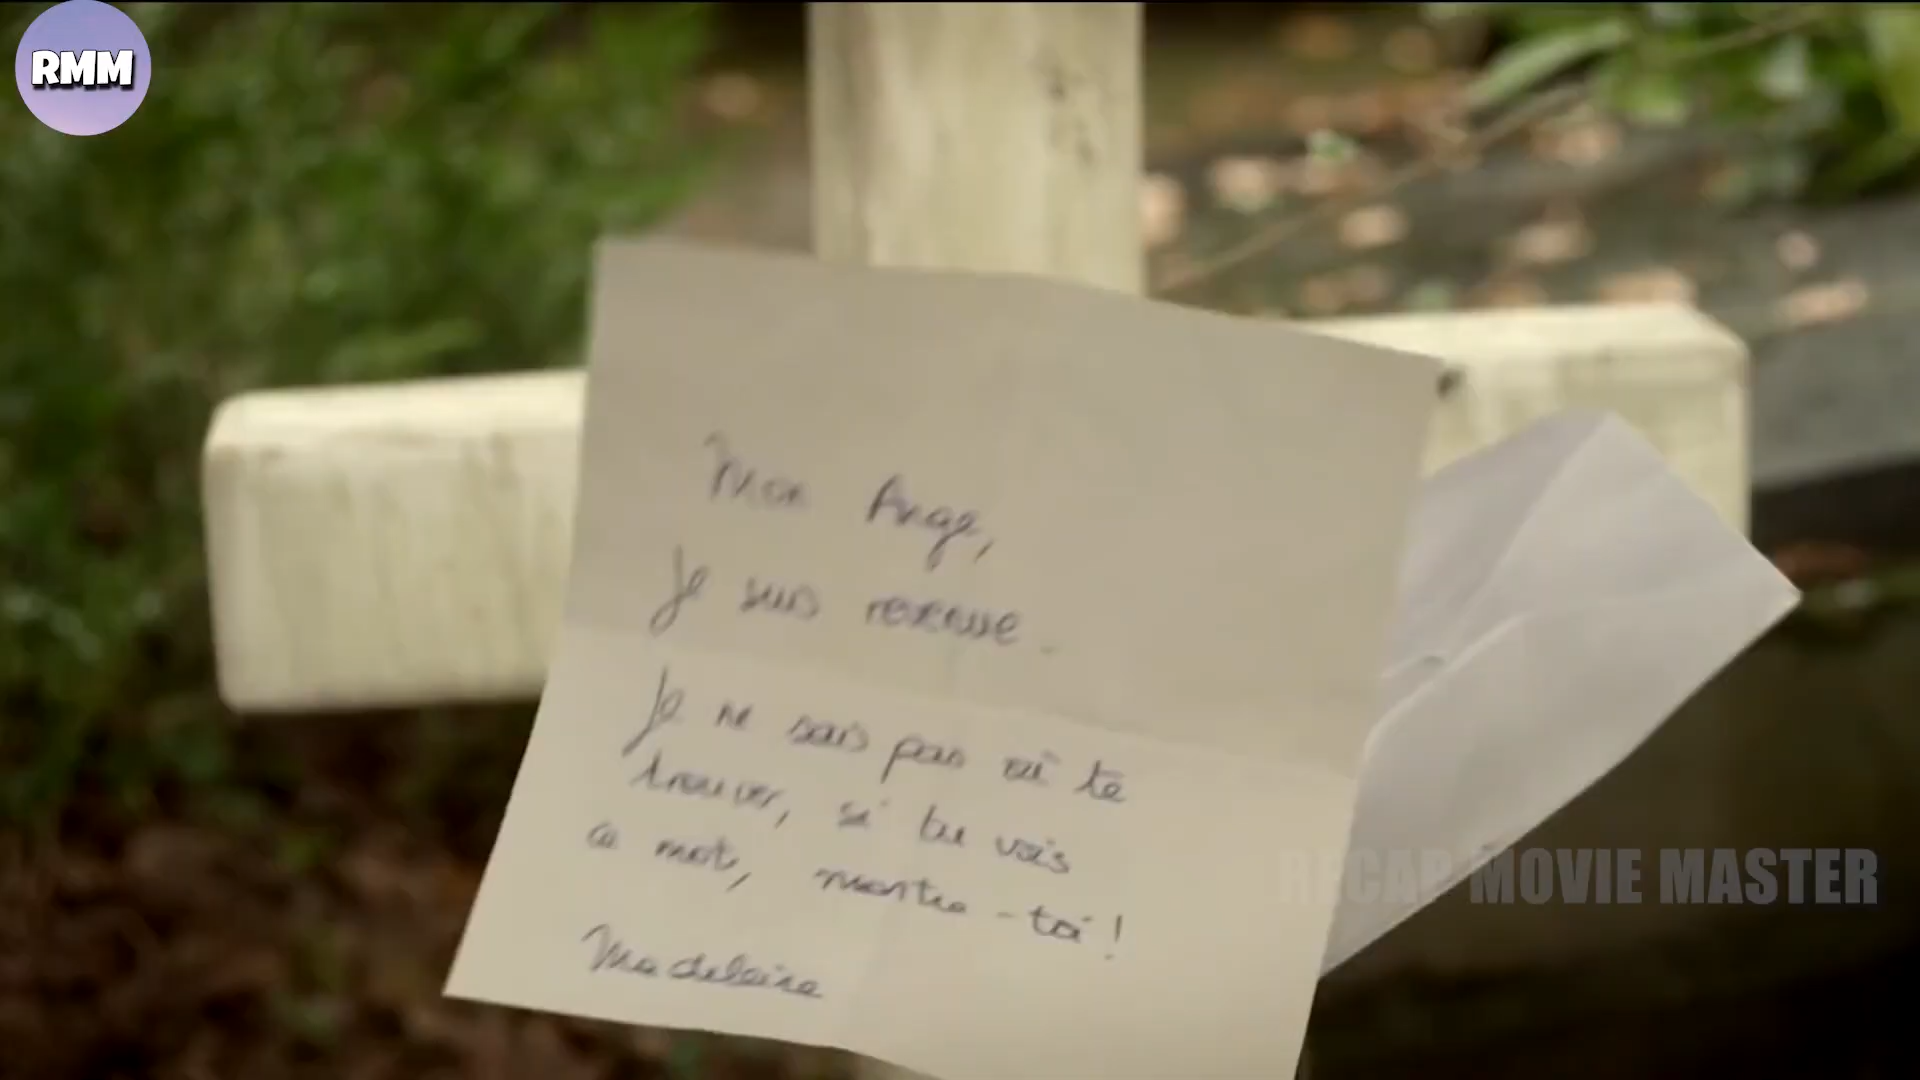 RMM
Mon Ange,
Je suis revenue.
Je ne sais pas où te
trouver, si tu vois
ce mot, montre-toi !
Madeleine
RECAP MOVIE MASTER